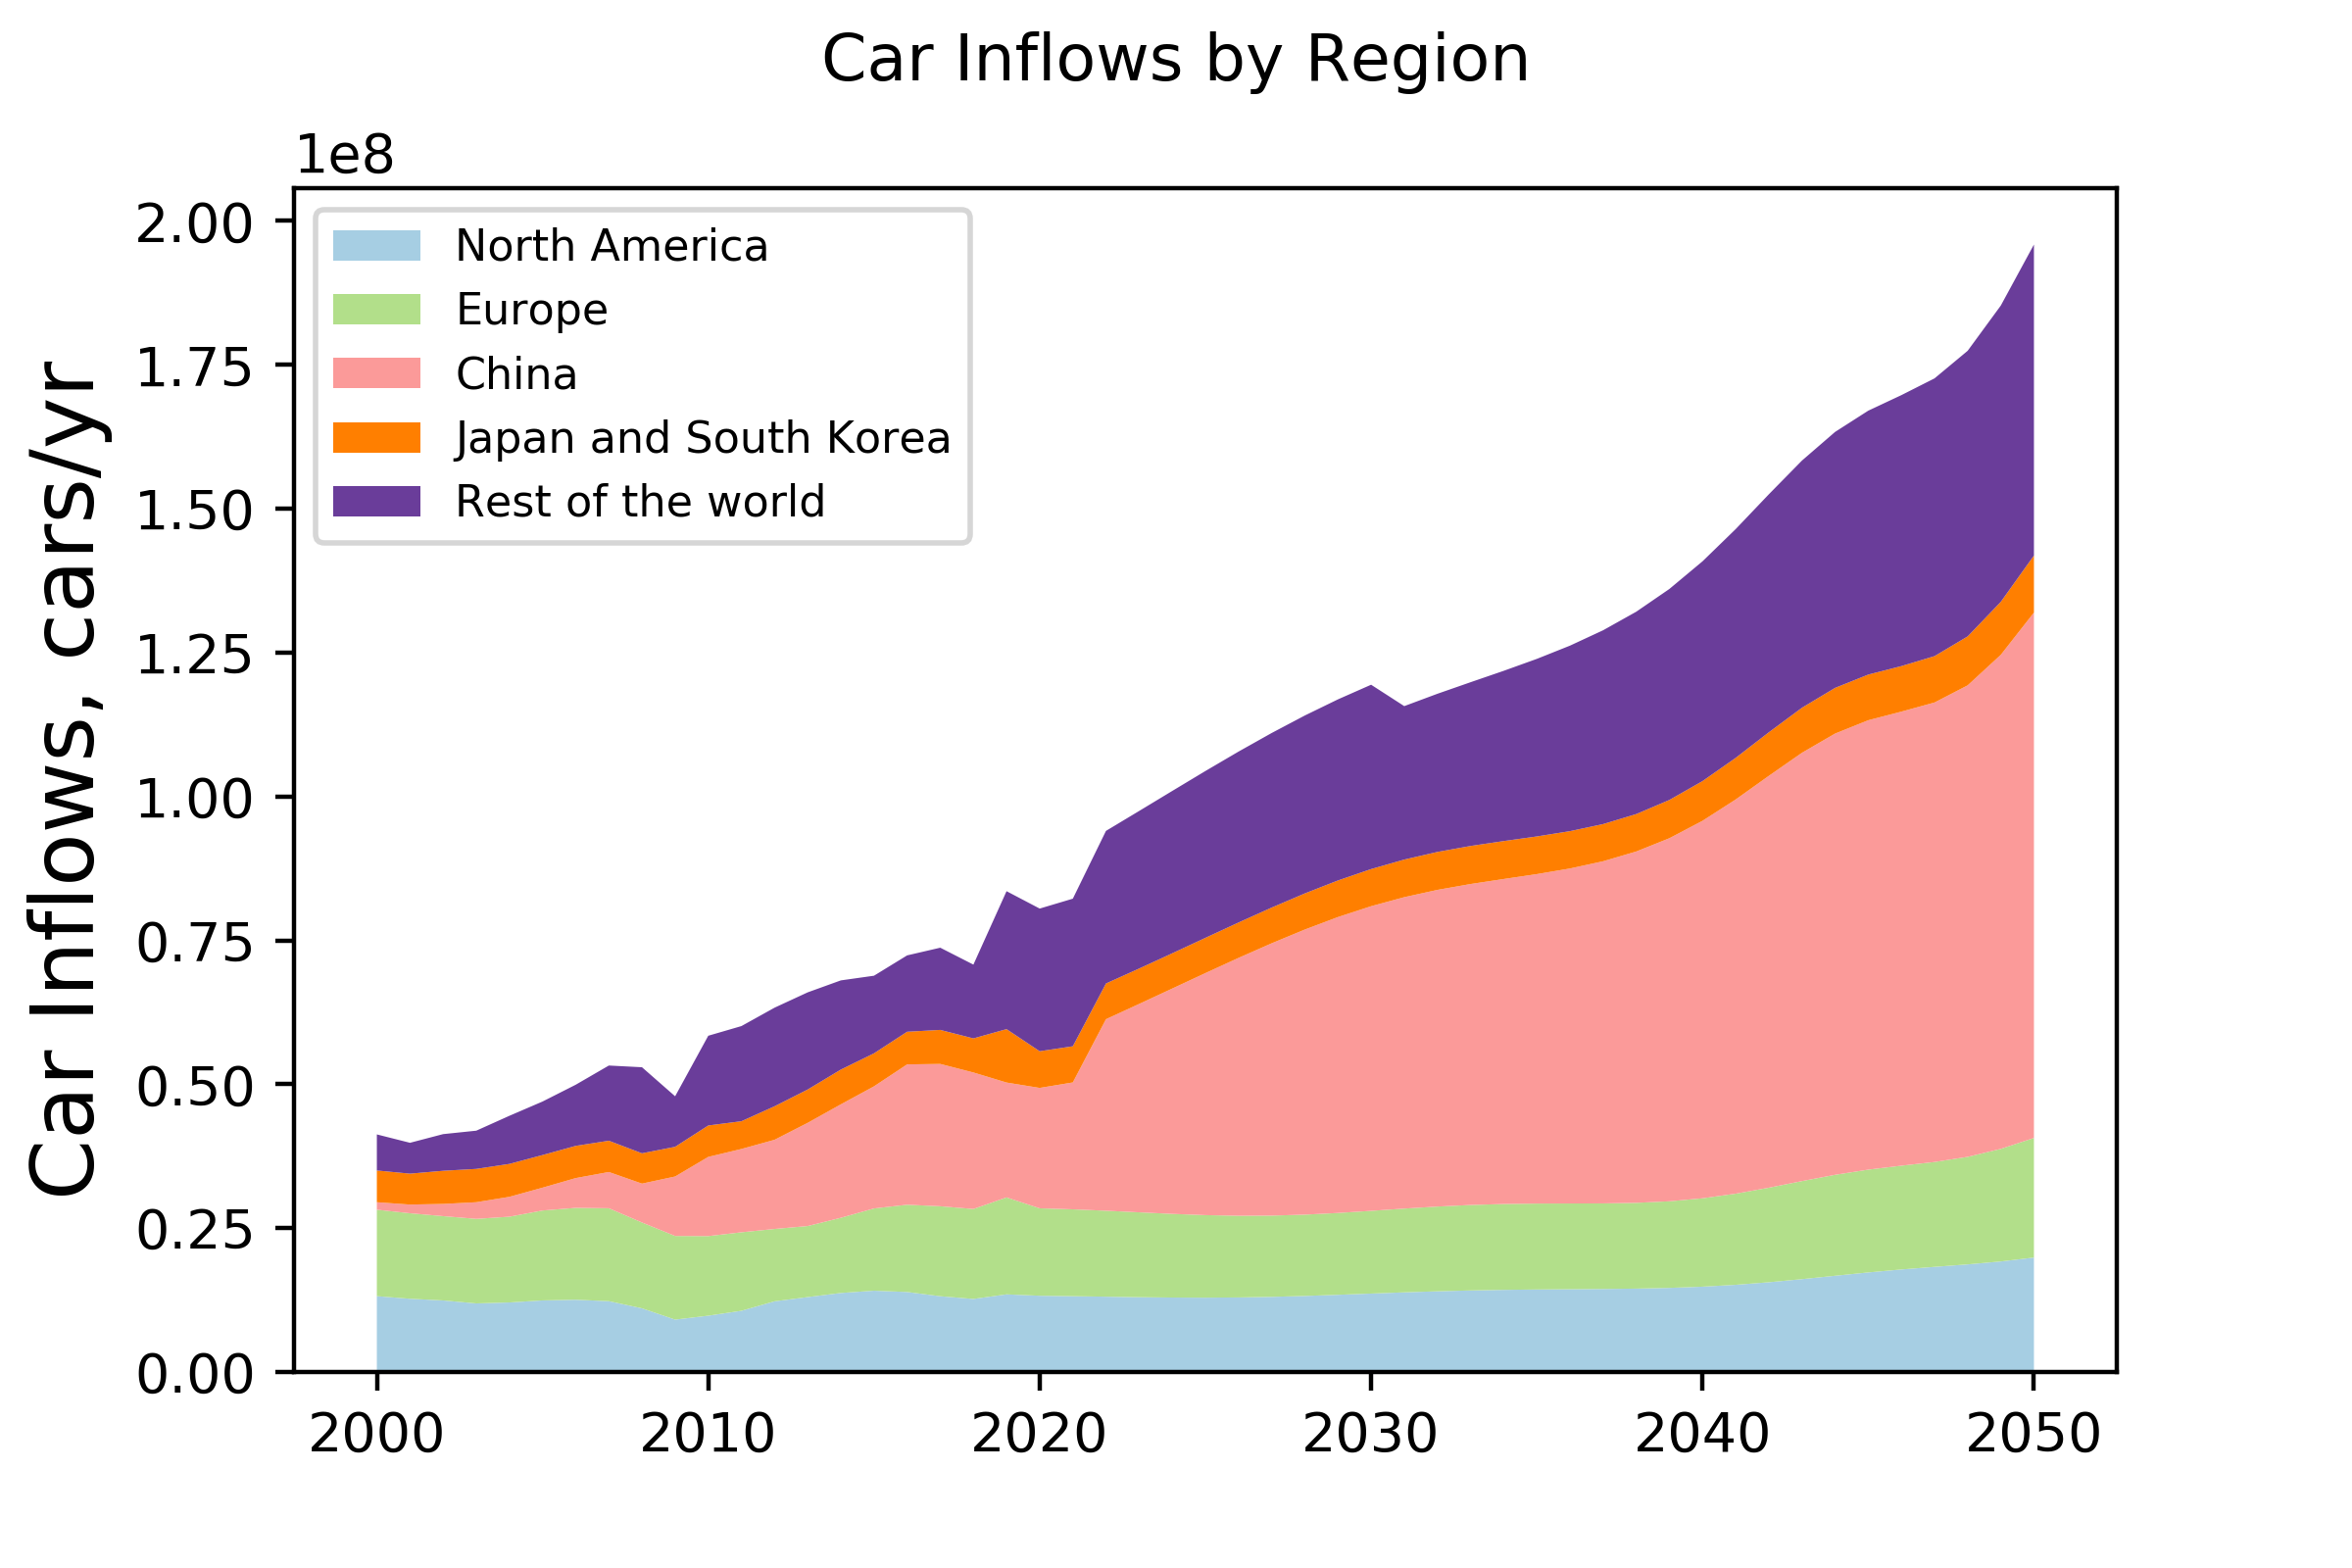 Car Inflows by Region
1e8
2.00
1.75
1.50
1.25
1.00
0.75
0.50
0.25
0.00
Car Inflows, cars/yr
North America
Europe
China
Japan and South Korea
Rest of the world
2000 2010 2020 2030 2040 2050